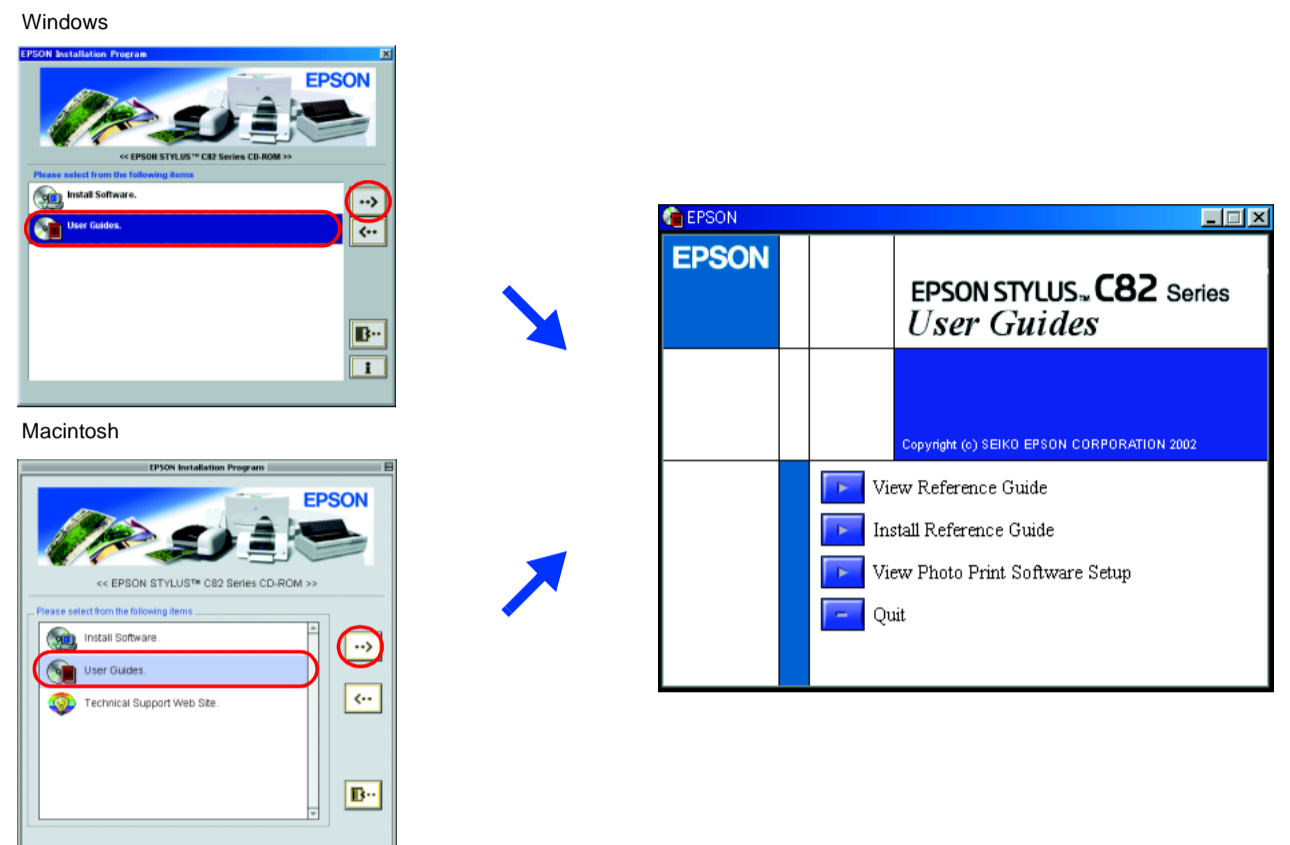 Windows
EPSON Installation Program
EPSON
<< EPSON STYLUS™ C82 Series CD-ROM >>
Please select from the following items
Install Software.
User Guides.
Macintosh
EPSON Installation Program
EPSON
<< EPSON STYLUS™ C82 Series CD-ROM >>
Please select from the following items
Install Software.
User Guides.
Technical Support Web Site.
EPSON
EPSON
EPSON STYLUS™ C82 Series
User Guides
Copyright (c) SEIKO EPSON CORPORATION 2002
View Reference Guide
Install Reference Guide
View Photo Print Software Setup
Quit